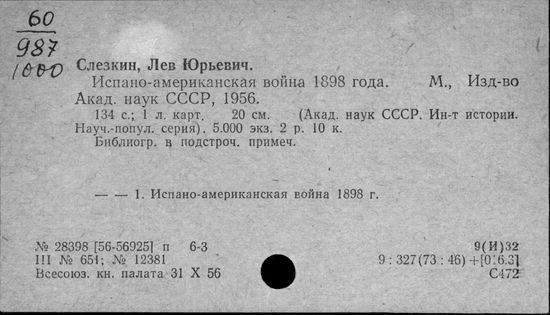 60
987
1000
Слезкин, Лев Юрьевич.
Испано-американская война 1898 года. М., Изд-во
Акад. наук СССР, 1956.
134 с.; 1 л. карт. 20 см. (Акад. наук СССР. Ин-т истории.
Науч.-попул. серия). 5.000 экз. 2 р. 10 к.
Библиогр. в подстроч. примеч.
— — 1. Испано-американская война 1898 г.
№ 28398 [56-56925] п 6-3 9(И)32
III № 651; № 12381 9 : 327(73 : 46) + [016.3]
Всесоюз. кн. палата 31 X 56 С472